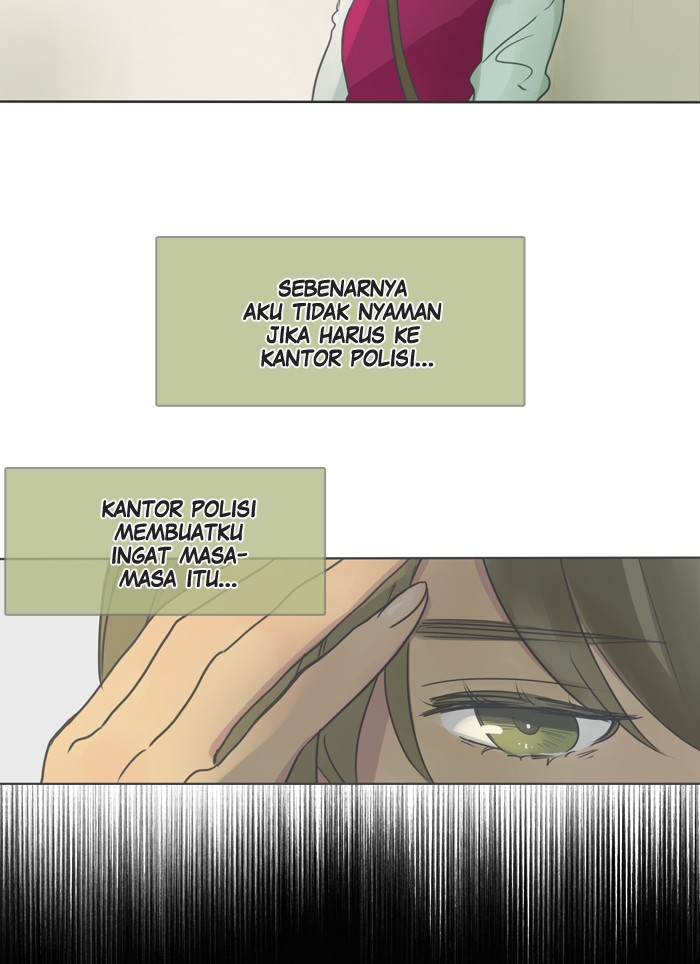 SEBENARNYA
AKU TIDAK NYAMAN
JIKA HARUS KE
KANTOR POLISI...
KANTOR POLISI
MEMBUATKU
INGAT MASA-
MASA ITU...